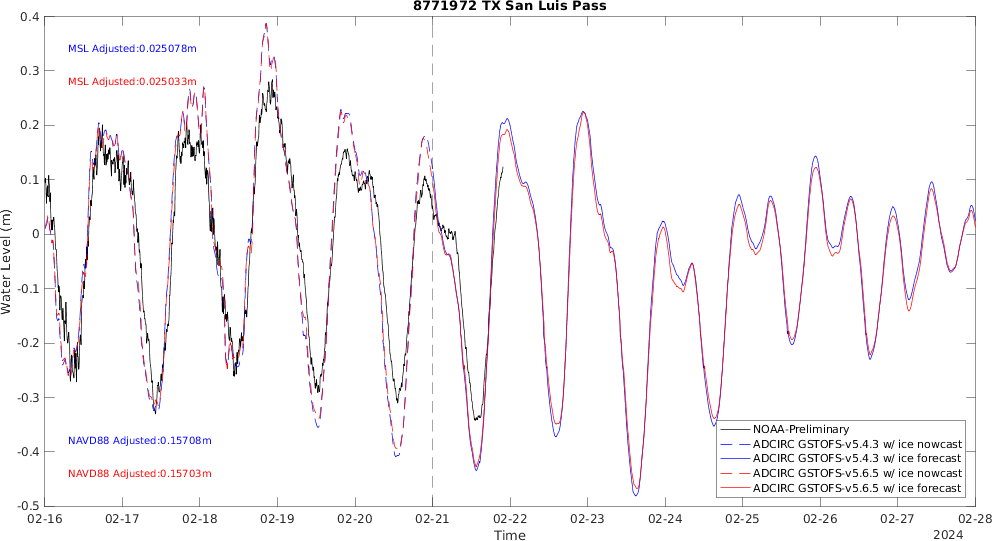 8771972 TX San Luis Pass
0.4
0.3
0.2
0.1
0
-0.1
-0.2
-0.3
-0.4
-0.5
Water Level (m)
MSL Adjusted:0.025078m
MSL Adjusted:0.025033m
NAVD88 Adjusted:0.15708m
NAVD88 Adjusted:0.15703m
NOAA-Preliminary
ADCIRC GSTOFS-v5.4.3 w/ ice nowcast
ADCIRC GSTOFS-v5.4.3 w/ ice forecast
ADCIRC GSTOFS-v5.6.5 w/ ice nowcast
ADCIRC GSTOFS-v5.6.5 w/ ice forecast
02-16 02-17 02-18 02-19 02-20 02-21 02-22 02-23 02-24 02-25 02-26 02-27 02-28
Time
2024